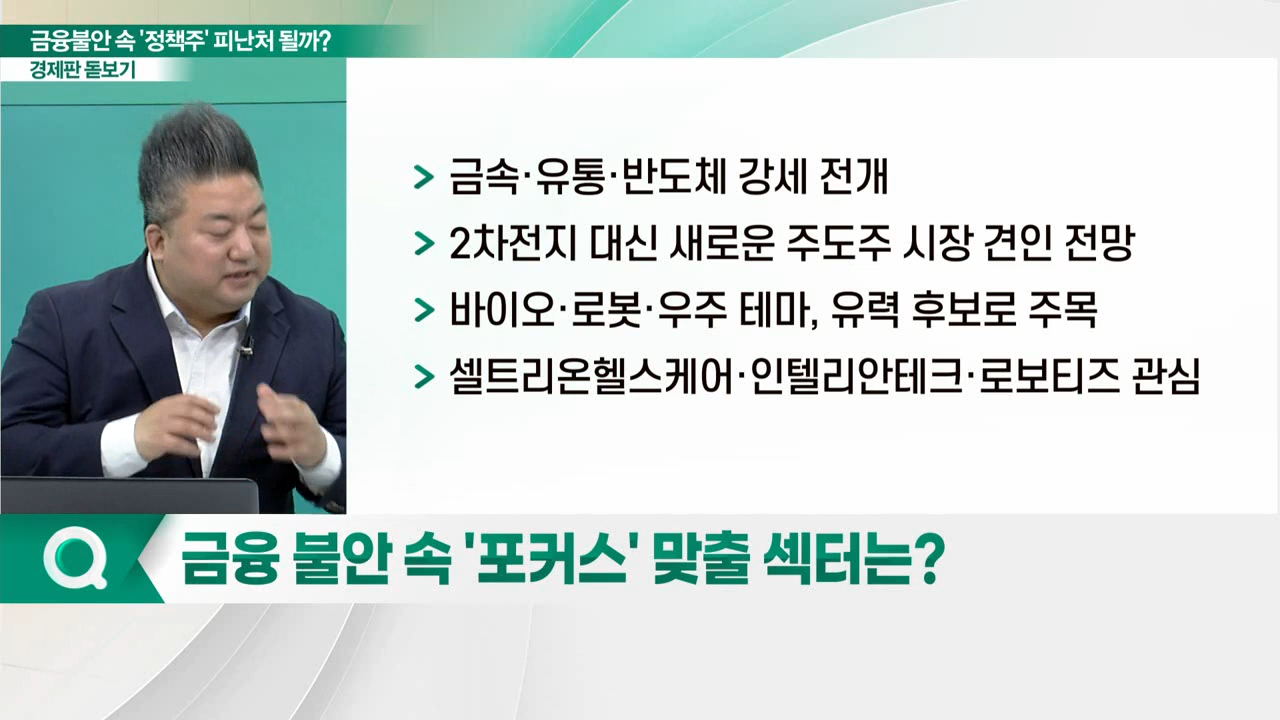 금융불안 속 '정책주' 피난처 될까?
경제판 돋보기
> 금속·유통·반도체 강세 전개
> 2차전지 대신 새로운 주도주 시장 견인 전망
> 바이오·로봇·우주 테마, 유력 후보로 주목
> 셀트리온헬스케어·인텔리안테크·로보티즈 관심
Q 금융 불안 속 '포커스' 맞출 섹터는?